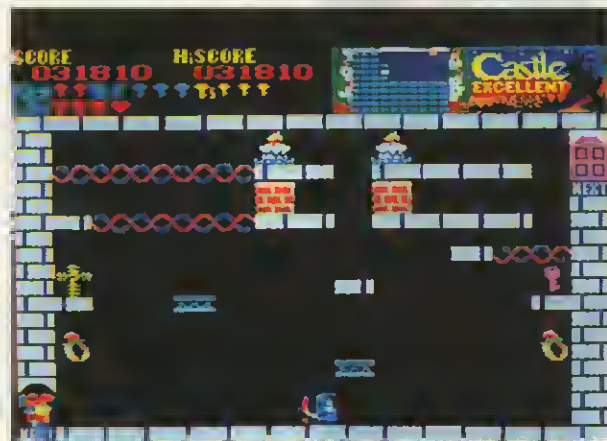 SCORE HiSCORE
031810 031810
Castle
EXCELLENT
NEXT